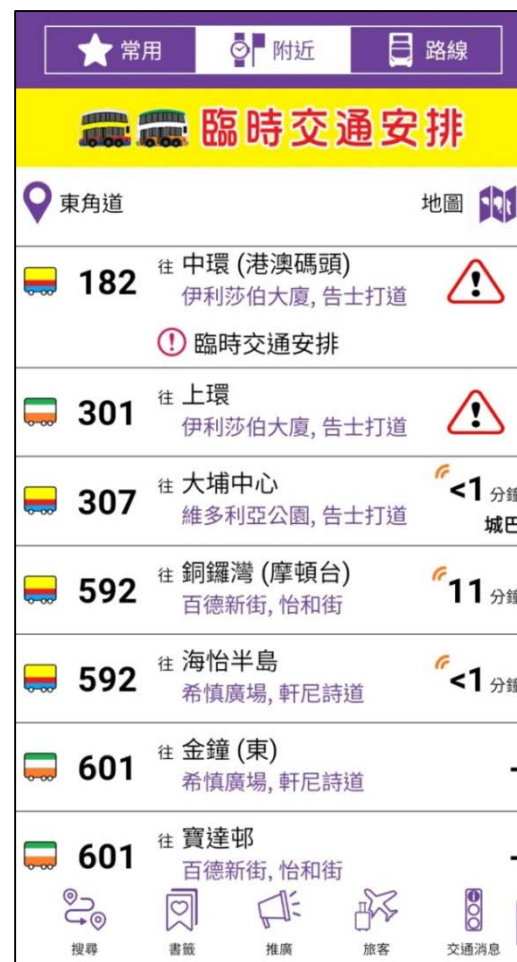 常用 附近 路線
臨時交通安排
東角道 地圖
182 往 中環 (港澳碼頭)
伊利莎伯大廈, 告士打道
臨時交通安排
301 往 上環
伊利莎伯大廈, 告士打道
307 往 大埔中心 <1 分鐘
維多利亞公園, 告士打道 城巴
592 往 銅鑼灣 (摩頓台) 11 分鐘
百德新街, 怡和街
592 往 海怡半島 <1 分鐘
希慎廣場, 軒尼詩道
601 往 金鐘 (東)
希慎廣場, 軒尼詩道
601 往 寶達邨
百德新街, 怡和街
搜尋 書籤 推廣 旅客 交通消息